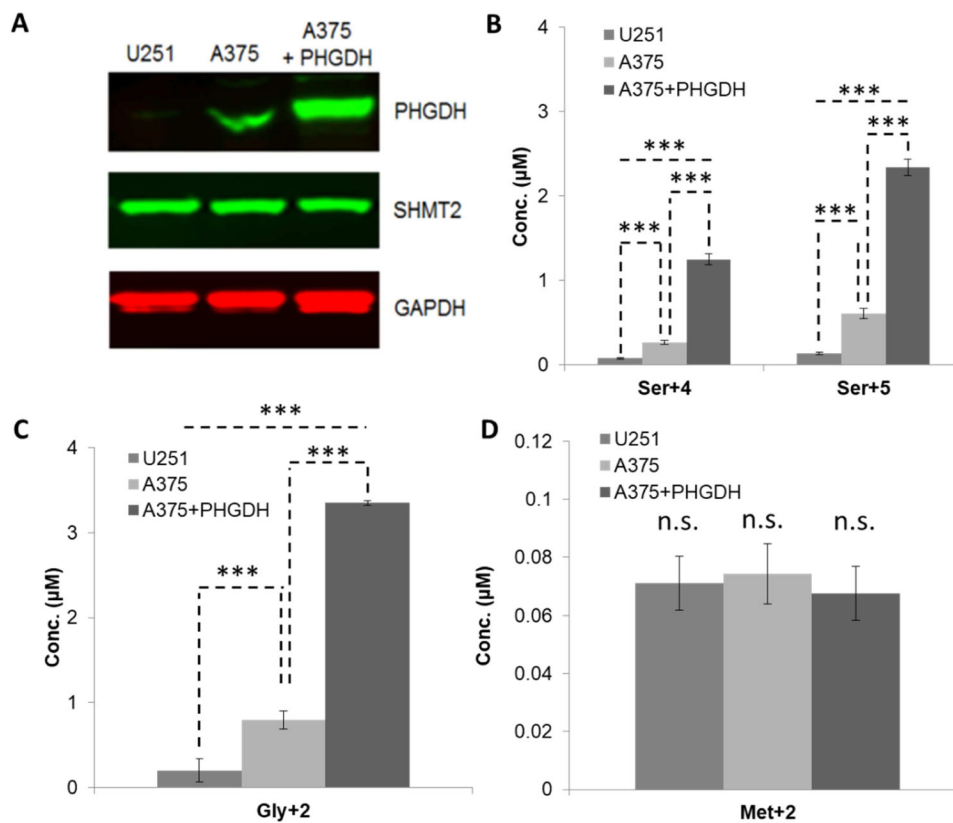 A
U251
A375
A375
+ PHGDH
PHGDH
SHMT2
GAPDH
B
U251
A375
A375+PHGDH
Conc. (µM)
4
3
2
1
0
***
***
***
***
***
***
Ser+4
Ser+5
C
U251
A375
A375+PHGDH
Conc. (µM)
4
3
2
1
0
***
***
***
Gly+2
D
U251
A375
A375+PHGDH
Conc. (µM)
0.12
0.1
0.08
0.06
0.04
0.02
0
n.s.
n.s.
n.s.
Met+2